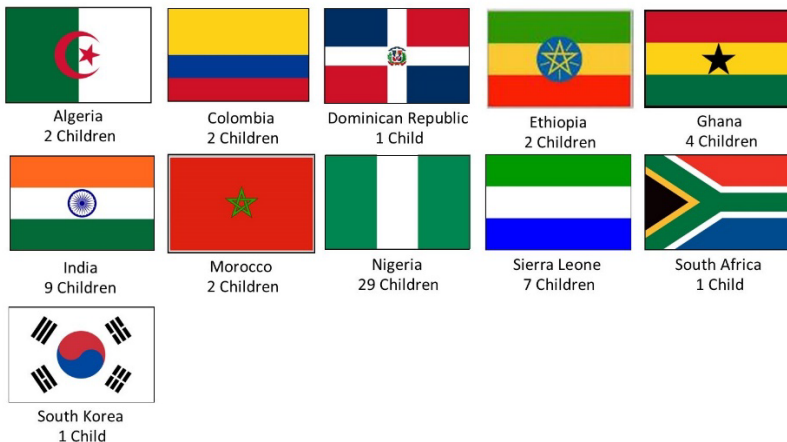 Algeria
2 Children
Colombia
2 Children
Dominican Republic
1 Child
Ethiopia
2 Children
Ghana
4 Children
India
9 Children
Morocco
2 Children
Nigeria
29 Children
Sierra Leone
7 Children
South Africa
1 Child
South Korea
1 Child